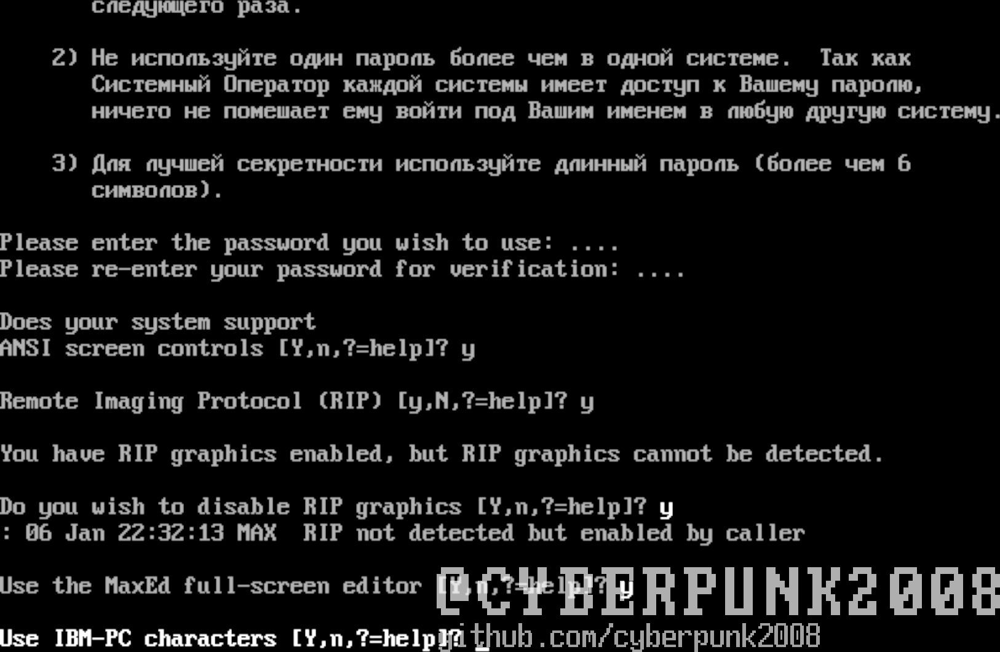 следующего раза.
2) Не используйте один пароль более чем в одной системе. Так как
Системный Оператор каждой системы имеет доступ к Вашему паролю,
ничего не помешает ему войти под Вашим именем в любую другую систему.
3) Для лучшей секретности используйте длинный пароль (более чем 6
символов).
Please enter the password you wish to use: ....
Please re-enter your password for verification: ....
Does your system support
ANSI screen controls [Y,n,?=help]? y
Remote Imaging Protocol (RIP) [y,N,?=help]? y
You have RIP graphics enabled, but RIP graphics cannot be detected.
Do you wish to disable RIP graphics [Y,n,?=help]? y
: 06 Jan 22:32:13 MAX  RIP not detected but enabled by caller
Use the MaxEd full-screen editor [Y,n,?=help]? y
@CYBERPUNK2008
Use IBM-PC characters [Y,n,?=help]? _
github.com/cyberpunk2008